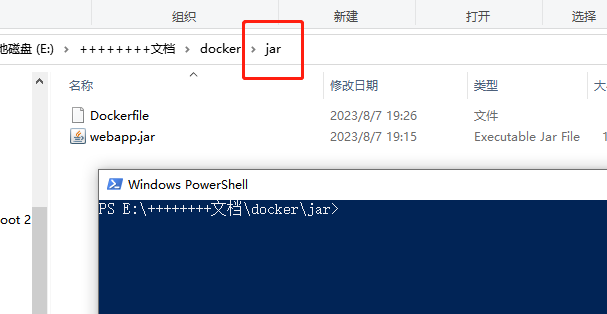 组织 新建 打开 选择
地磁盘 (E:) > ++++++++文档 > docker > jar
名称 修改日期 类型 大
Dockerfile 2023/8/7 19:26 文件
webapp.jar 2023/8/7 19:15 Executable Jar File 1
Windows PowerShell
PS E:\++++++++文档\docker\jar>
oot 2